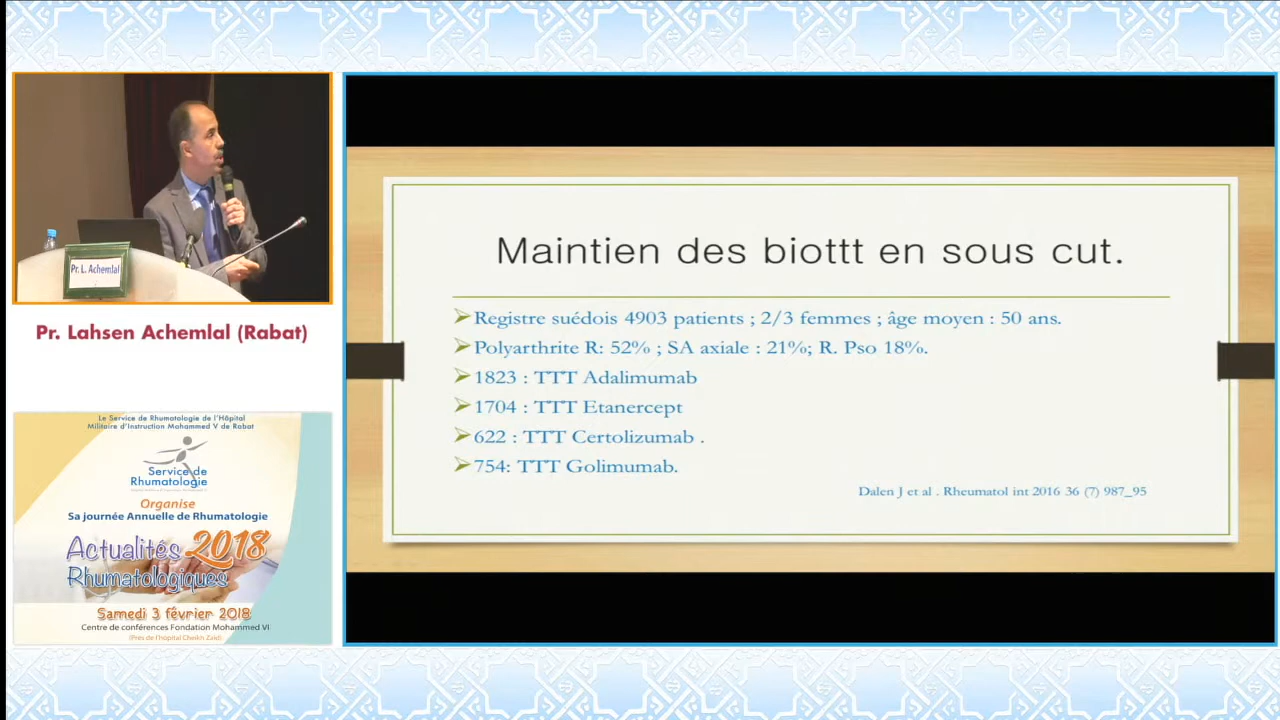 Pr. L. Achemlal
Pr. Lahsen Achemlal (Rabat)
Le Service de Rhumatologie de l'Hôpital
Militaire d'Instruction Mohammed V de Rabat
Service de
Rhumatologie
Organise
Sa journée Annuelle de Rhumatologie
Actualités 2018
Rhumatologiques
Samedi 3 février 2018
Centre de conférences Fondation Mohammed VI
(Près de l'hôpital Cheikh Zaid)
Maintien des biottt en sous cut.
Registre suédois 4903 patients ; 2/3 femmes ; âge moyen : 50 ans.
Polyarthrite R: 52% ; SA axiale : 21%; R. Pso 18%.
1823 : TTT Adalimumab
1704 : TTT Etanercept
622 : TTT Certolizumab .
754: TTT Golimumab.
Dalen J et al . Rheumatol int 2016 36 (7) 987_95